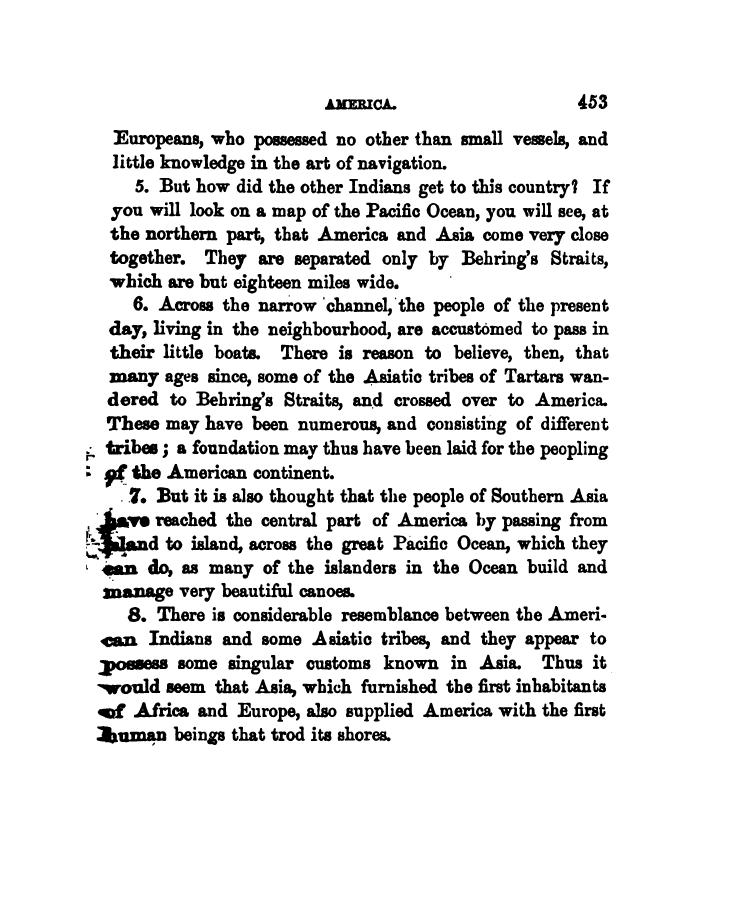 AMERICA. 453
Europeans, who possessed no other than small vessels, and
little knowledge in the art of navigation.
5. But how did the other Indians get to this country? If
you will look on a map of the Pacific Ocean, you will see, at
the northern part, that America and Asia come very close
together. They are separated only by Behring's Straits,
which are but eighteen miles wide.
6. Across the narrow channel, the people of the present
day, living in the neighbourhood, are accustomed to pass in
their little boats. There is reason to believe, then, that
many ages since, some of the Asiatic tribes of Tartars wan-
dered to Behring's Straits, and crossed over to America.
These may have been numerous, and consisting of different
tribes; a foundation may thus have been laid for the peopling
of the American continent.
7. But it is also thought that the people of Southern Asia
have reached the central part of America by passing from
island to island, across the great Pacific Ocean, which they
can do, as many of the islanders in the Ocean build and
manage very beautiful canoes.
8. There is considerable resemblance between the Ameri-
can Indians and some Asiatic tribes, and they appear to
possess some singular customs known in Asia. Thus it
would seem that Asia, which furnished the first inhabitants
of Africa and Europe, also supplied America with the first
human beings that trod its shores.